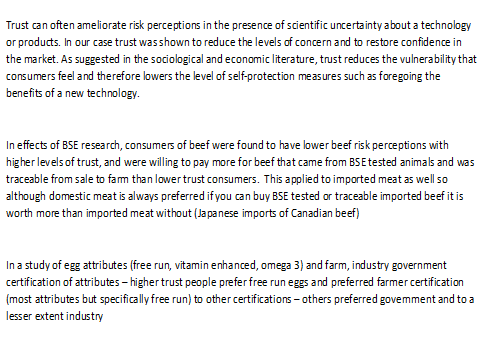 Trust can often ameliorate risk perceptions in the presence of scientific uncertainty about a technology
or products. In our case trust was shown to reduce the levels of concern and to restore confidence in
the market. As suggested in the sociological and economic literature, trust reduces the vulnerability that
consumers feel and therefore lowers the level of self-protection measures such as foregoing the
benefits of a new technology.
In effects of BSE research, consumers of beef were found to have lower beef risk perceptions with
higher levels of trust, and were willing to pay more for beef that came from BSE tested animals and was
traceable from sale to farm than lower trust consumers. This applied to imported meat as well so
although domestic meat is always preferred if you can buy BSE tested or traceable imported beef it is
worth more than imported meat without (Japanese imports of Canadian beef)
In a study of egg attributes (free run, vitamin enhanced, omega 3) and farm, industry government
certification of attributes – higher trust people prefer free run eggs and preferred farmer certification
(most attributes but specifically free run) to other certifications – others preferred government and to a
lesser extent industry